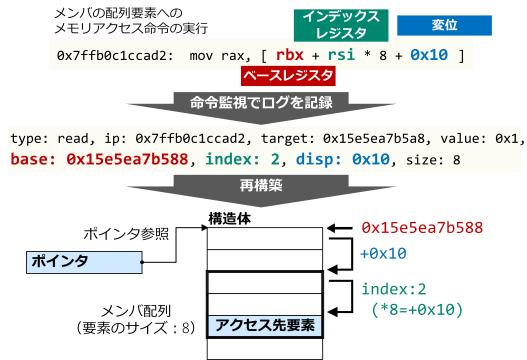 メンバの配列要素への
メモリアクセス命令の実行
インデックス
レジスタ
変位
0x7ffb0c1ccad2: mov rax, [ rbx + rsi * 8 + 0x10 ]
ベースレジスタ
命令監視でログを記録
type: read, ip: 0x7ffb0c1ccad2, target: 0x15e5ea7b5a8, value: 0x1,
base: 0x15e5ea7b588, index: 2, disp: 0x10, size: 8
再構築
構造体
ポインタ参照
0x15e5ea7b588
+0x10
ポインタ
index:2
(*8=+0x10)
メンバ配列
(要素のサイズ:8)
アクセス先要素